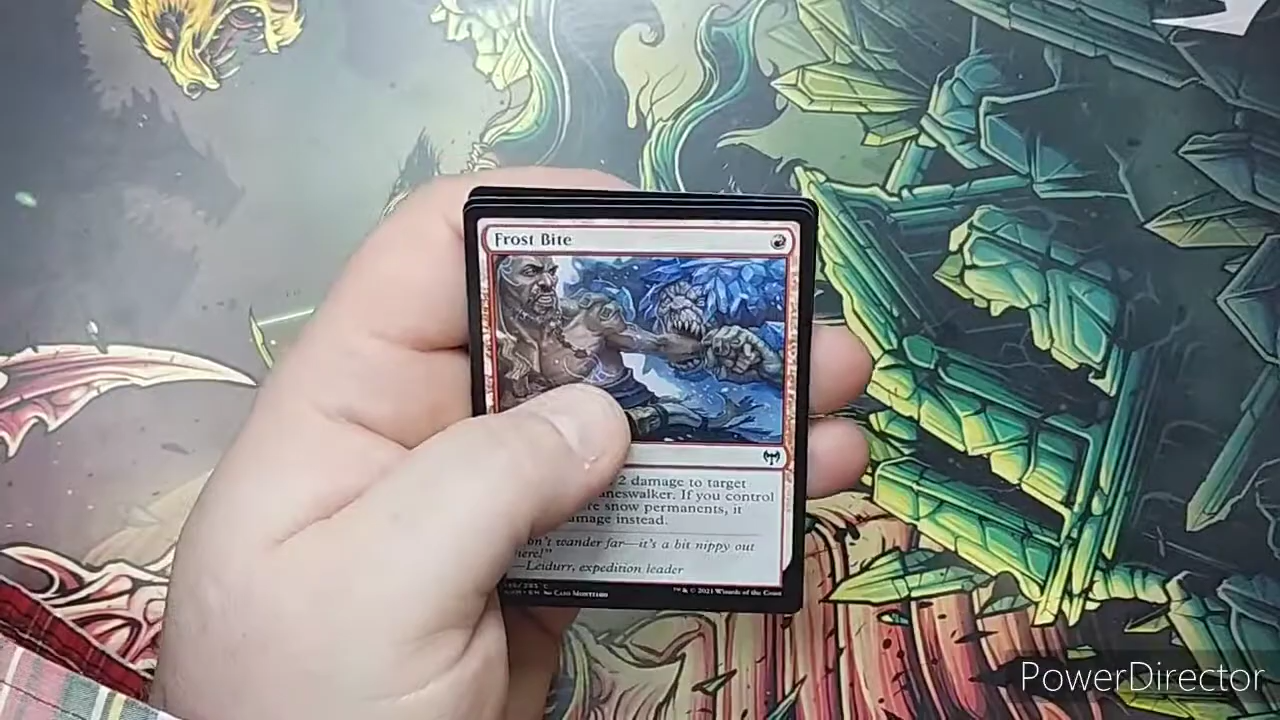 Frost Bite
2 damage to target
aneswalker. If you control
re snow permanents, it
amage instead.
on't wander far—it's a bit nippy out
here!"
—Leidurr, expedition leader
™ & © 2021 Wizards of the Coast
PowerDirector